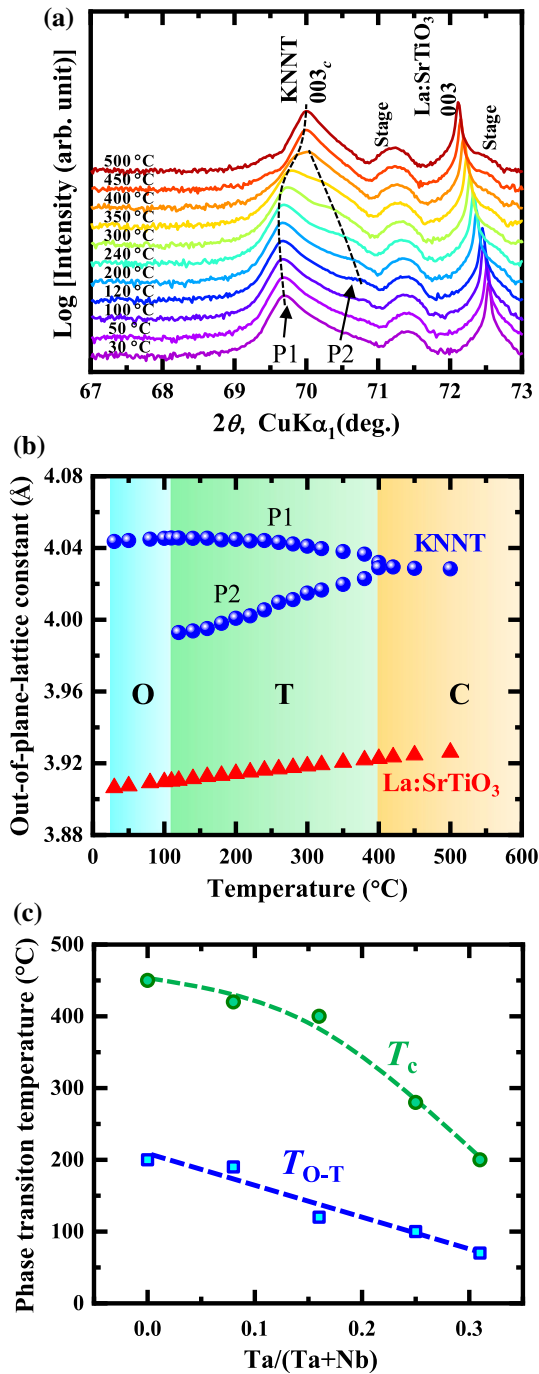 (a)
Log [Intensity (arb. unit)]
KNNT
003c
Stage
La:SrTiO3
003
Stage
500 °C
450 °C
400 °C
350 °C
300 °C
240 °C
200 °C
120 °C
100 °C
50 °C
30 °C
P1
P2
67 68 69 70 71 72 73
2θ, CuKα1(deg.)
(b)
Out-of-plane-lattice constant (Å)
4.08
4.04
4.00
3.96
3.92
3.88
P1
KNNT
P2
O T C
La:SrTiO3
0 100 200 300 400 500 600
Temperature (°C)
(c)
Phase transiton temperature (°C)
500
400
300
200
100
0
Tc
TO-T
0.0 0.1 0.2 0.3
Ta/(Ta+Nb)